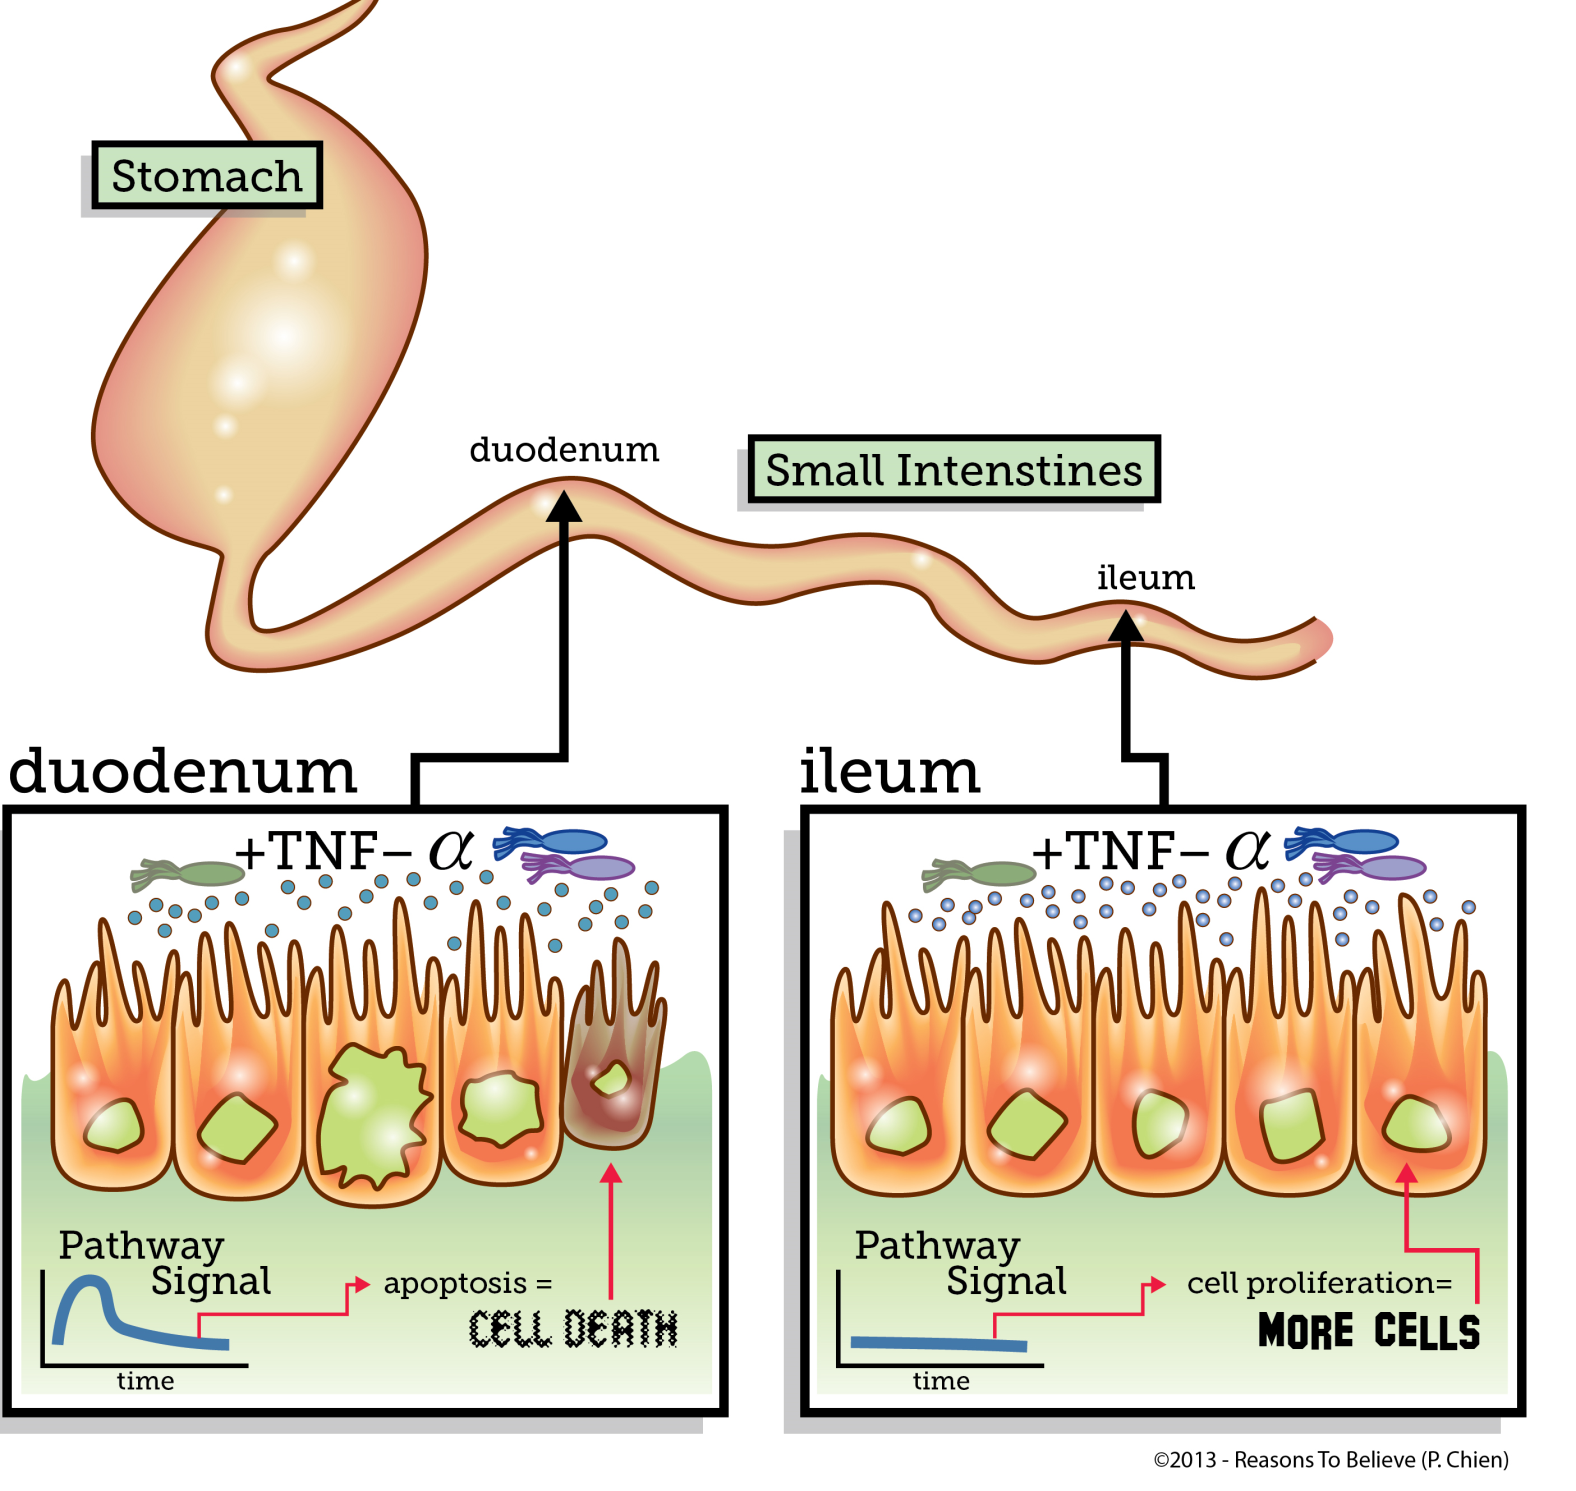 Stomach
duodenum
Small Intenstines
ileum
duodenum
+TNF-α
Pathway
Signal
apoptosis =
CELL DEATH
time
ileum
+TNF-α
Pathway
Signal
cell proliferation=
MORE CELLS
time
©2013 - Reasons To Believe (P. Chien)